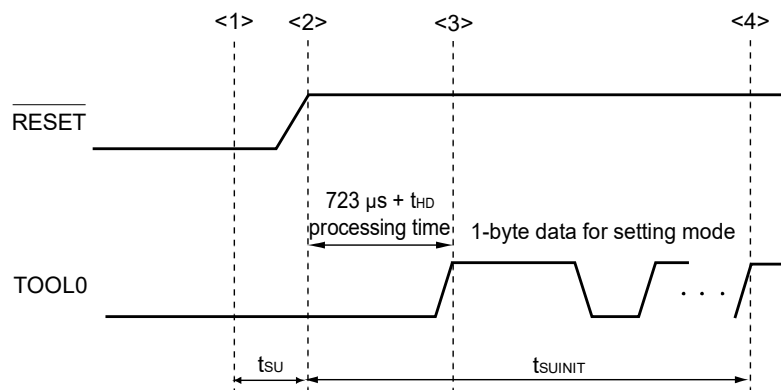 <1> <2> <3> <4>
RESET
723 µs + tHD
processing time
1-byte data for setting mode
TOOL0
. . .
tSU
tSUINIT